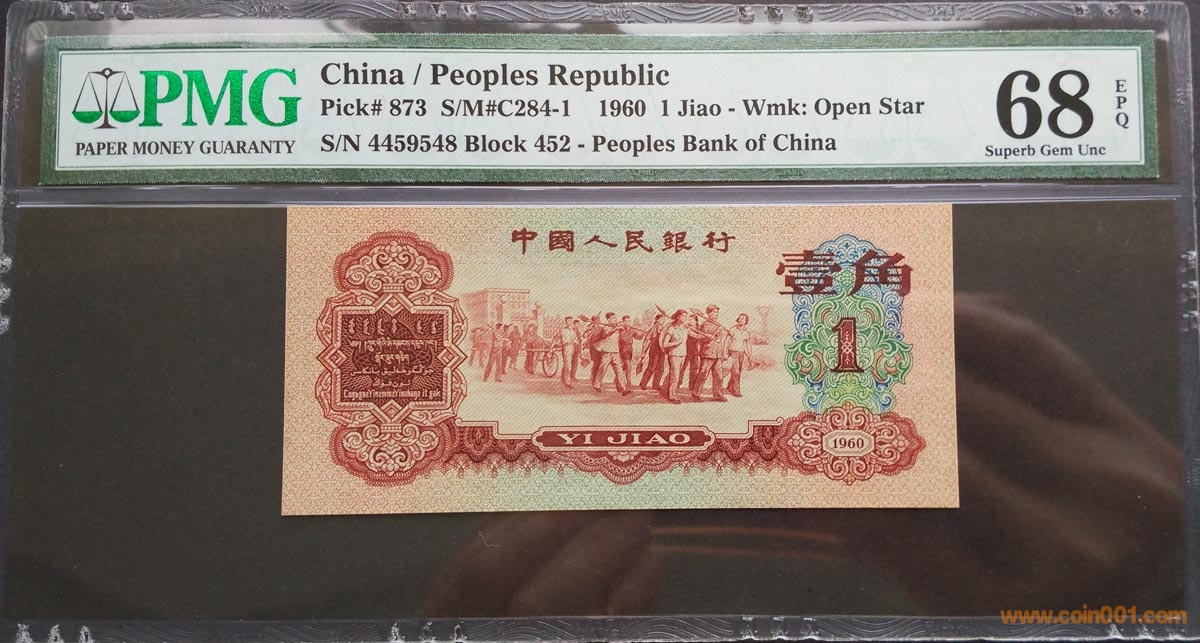 PMG
PAPER MONEY GUARANTY
China / Peoples Republic
Pick# 873 S/M#C284-1 1960 1 Jiao - Wmk: Open Star
S/N 4459548 Block 452 - Peoples Bank of China
68
EPQ
Superb Gem Unc
中國人民銀行
壹角
1
YI JIAO
1960
www.coin001.com